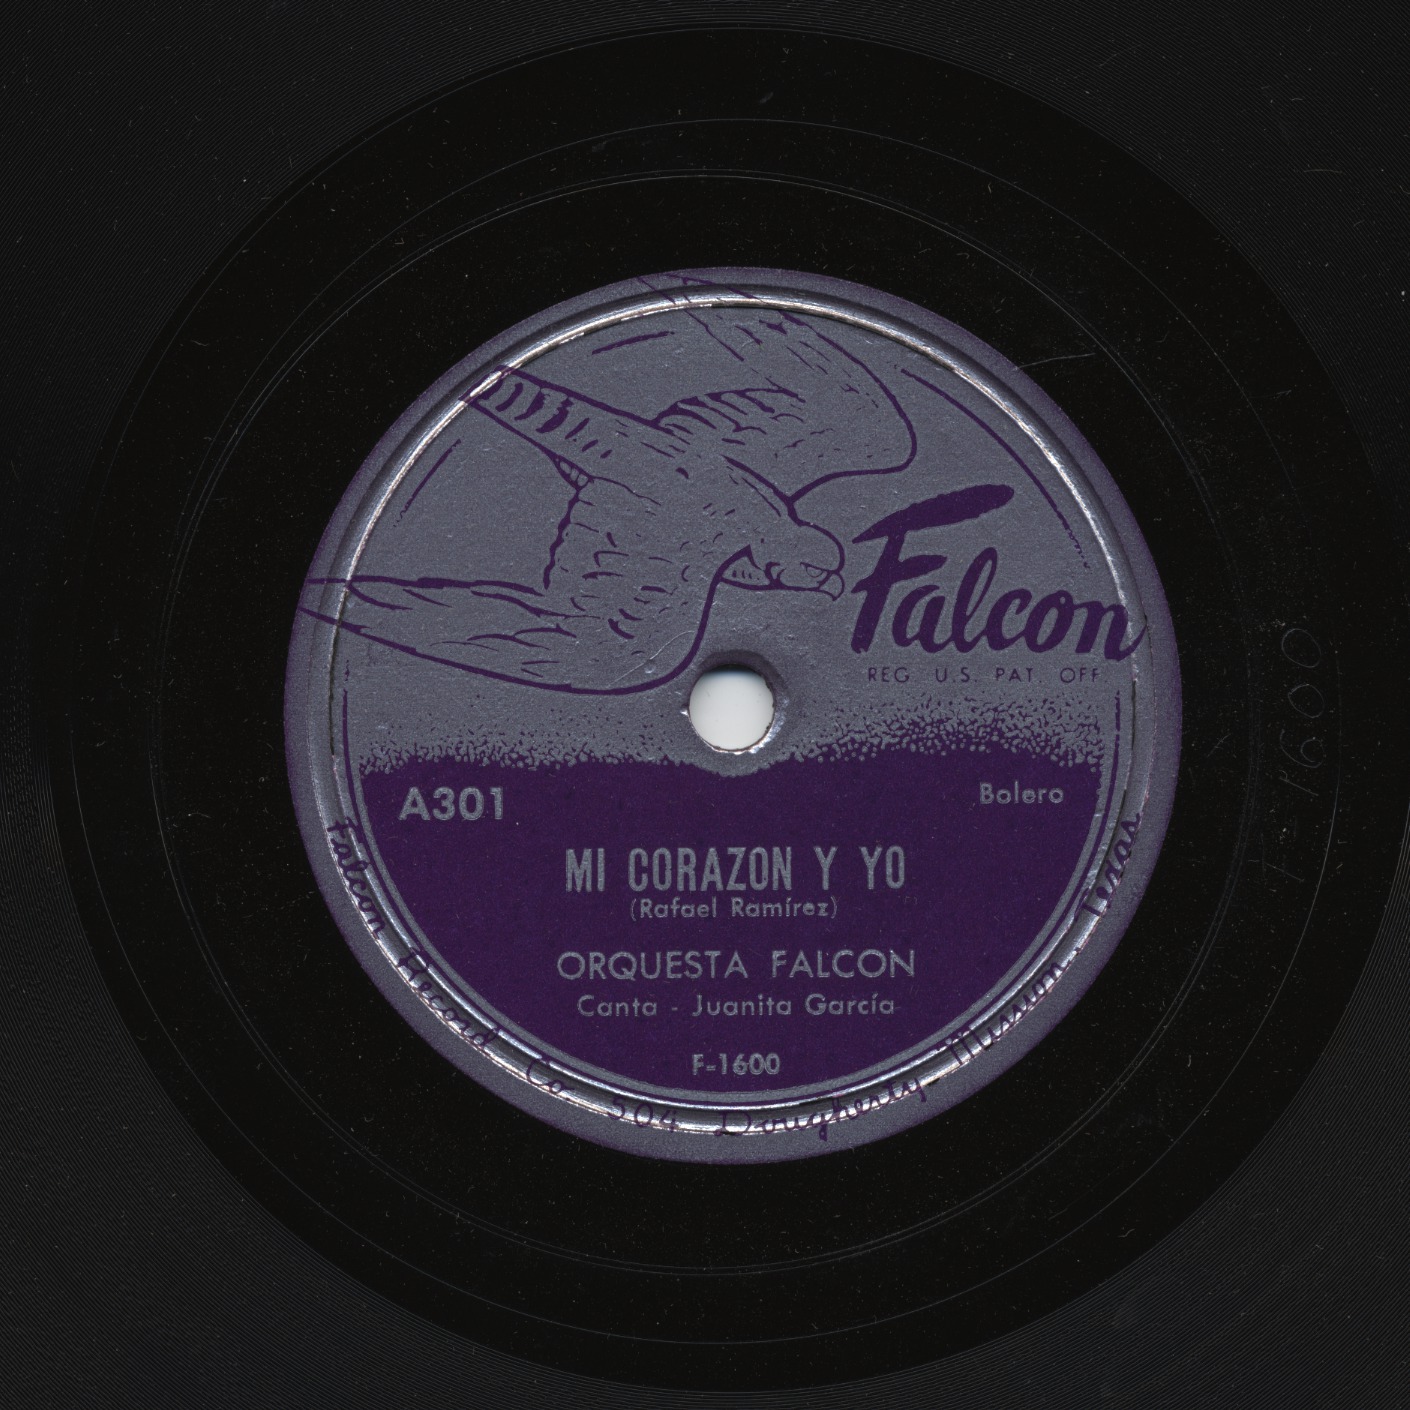 Falcon
REG. U.S. PAT. OFF.
A301
Bolero
MI CORAZON Y YO
(Rafael Ramírez)
ORQUESTA FALCON
Canta - Juanita García
F-1600
Falcon Record Co. 504 Dougherty Mission, Texas
F-1600